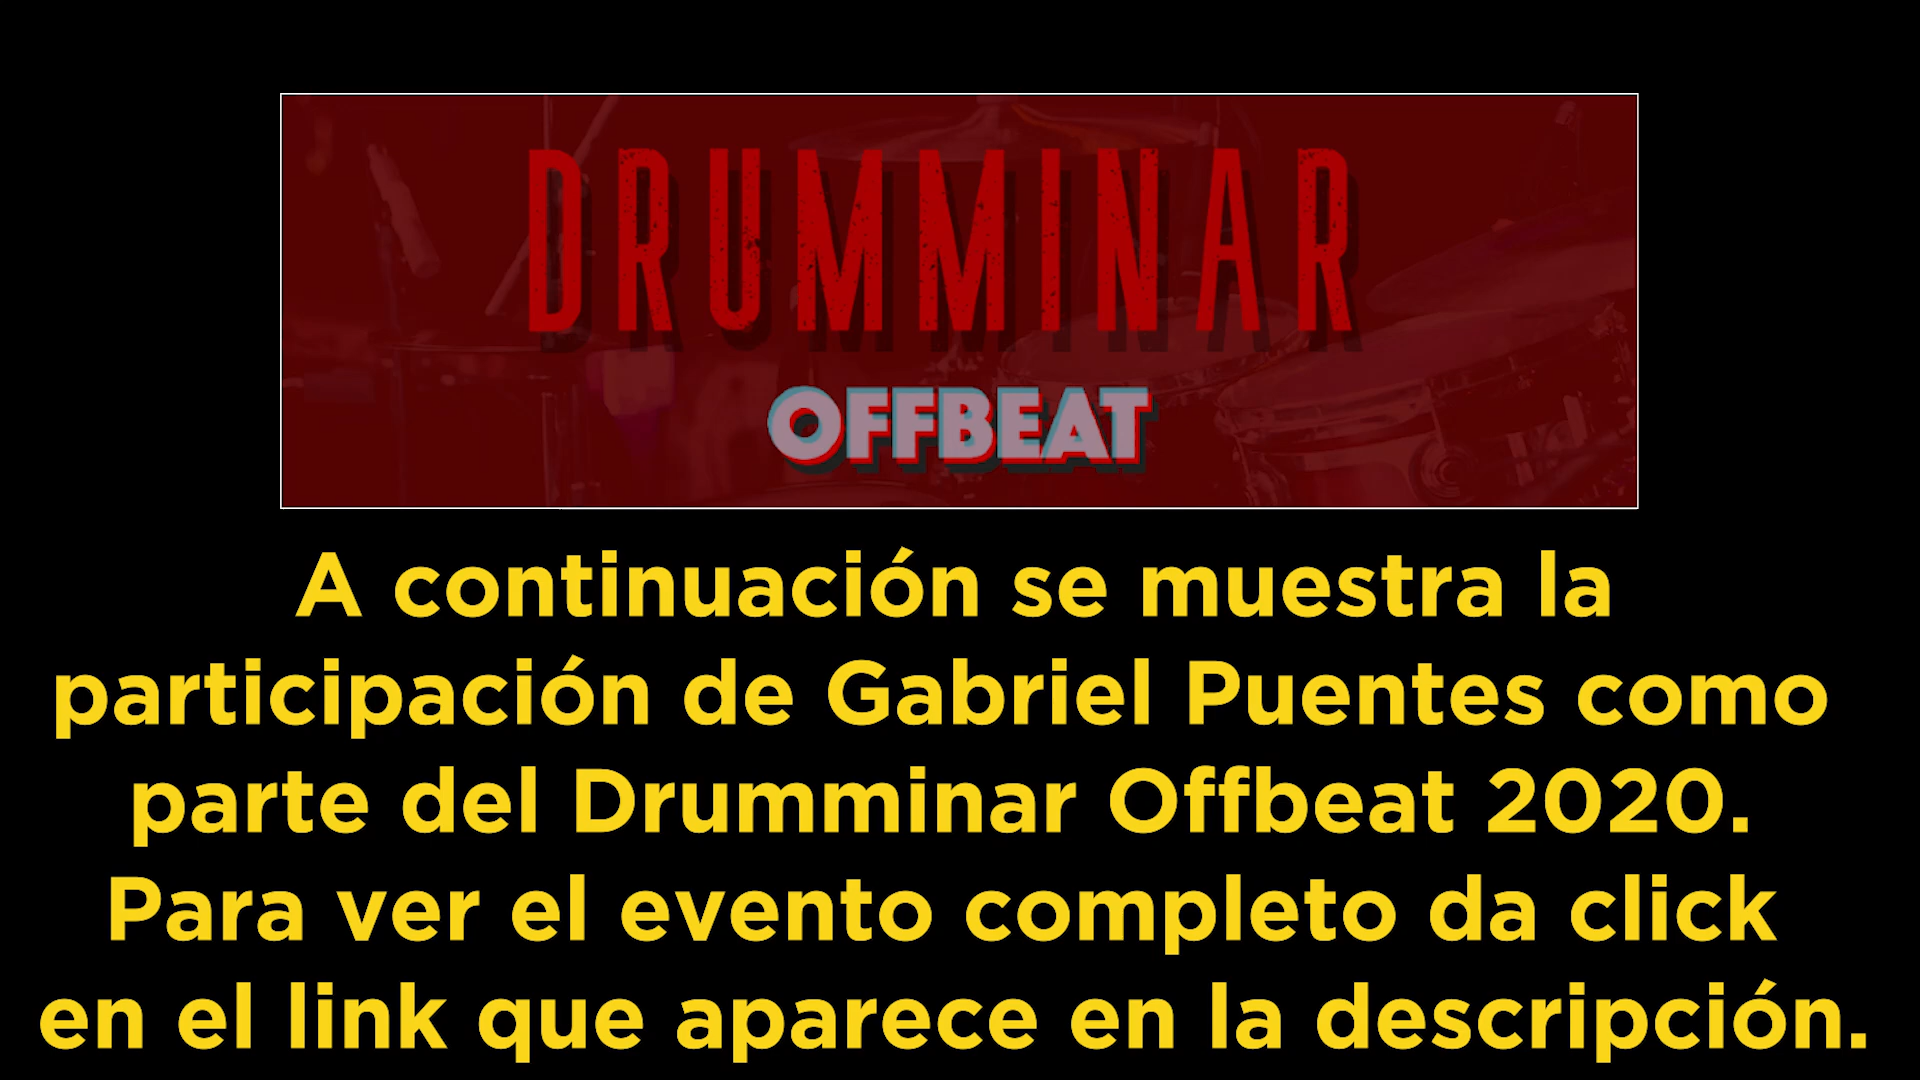 DRUMMINAR
OFFBEAT
A continuación se muestra la
participación de Gabriel Puentes como
parte del Drumminar Offbeat 2020.
Para ver el evento completo da click
en el link que aparece en la descripción.